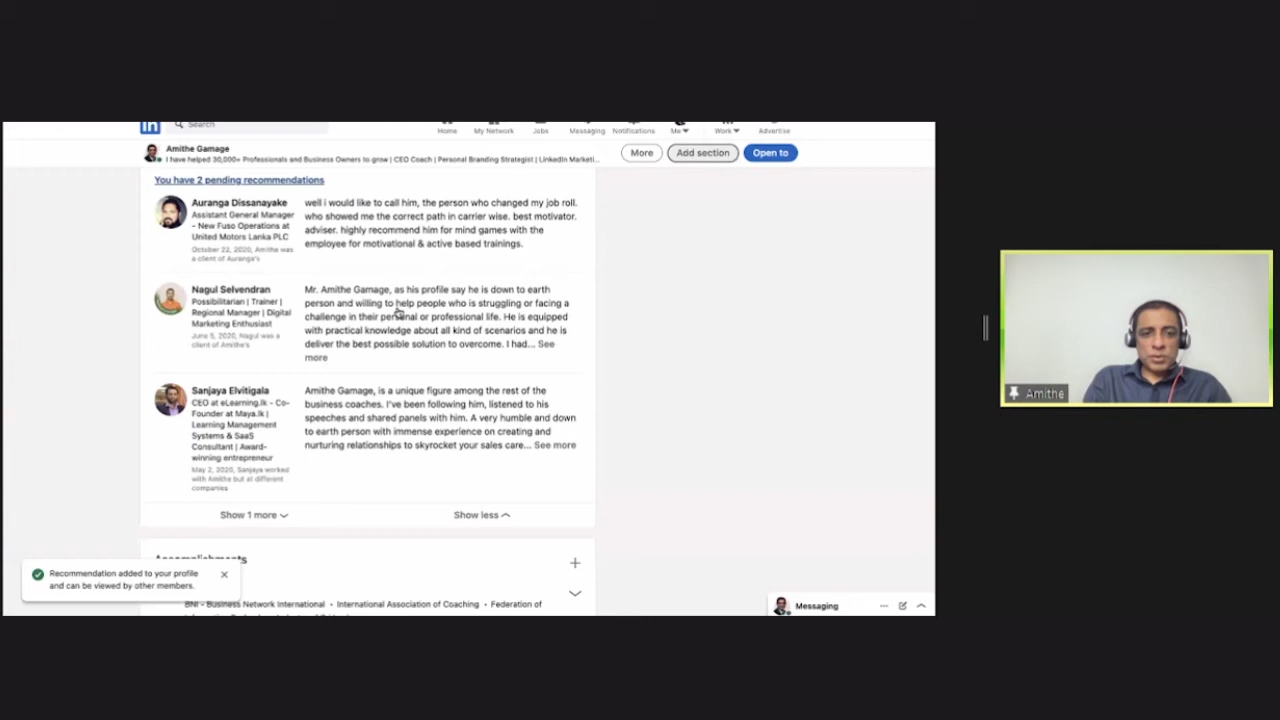 in
Search
Home
My Network
Jobs
Messaging
Notifications
Me
Work
Advertise
Amithe Gamage
I have helped 30,000+ Professionals and Business Owners to grow | CEO Coach | Personal Branding Strategist | LinkedIn Marketi...
More
Add section
Open to
You have 2 pending recommendations
Auranga Dissanayake
Assistant General Manager
- New Fuso Operations at
United Motors Lanka PLC
October 22, 2020, Amithe was
a client of Auranga's
well i would like to call him, the person who changed my job roll.
who showed me the correct path in carrier wise. best motivator.
adviser. highly recommend him for mind games with the
employee for motivational & active based trainings.
Nagul Selvendran
Possibilitarian | Trainer |
Regional Manager | Digital
Marketing Enthusiast
June 5, 2020, Nagul was a
client of Amithe's
Mr. Amithe Gamage, as his profile say he is down to earth
person and willing to help people who is struggling or facing a
challenge in their personal or professional life. He is equipped
with practical knowledge about all kind of scenarios and he is
deliver the best possible solution to overcome. I had... See
more
Sanjaya Elvitigala
CEO at eLearning.lk - Co-
Founder at Maya.lk |
Learning Management
Systems & SaaS
Consultant | Award-
winning entrepreneur
May 2, 2020, Sanjaya worked
with Amithe but at different
companies
Amithe Gamage, is a unique figure among the rest of the
business coaches. I've been following him, listened to his
speeches and shared panels with him. A very humble and down
to earth person with immense experience on creating and
nurturing relationships to skyrocket your sales care... See more
Show 1 more
Show less
Accomplishments
Recommendation added to your profile
and can be viewed by other members.
BNI - Business Network International • International Association of Coaching • Federation of
Messaging
Amithe